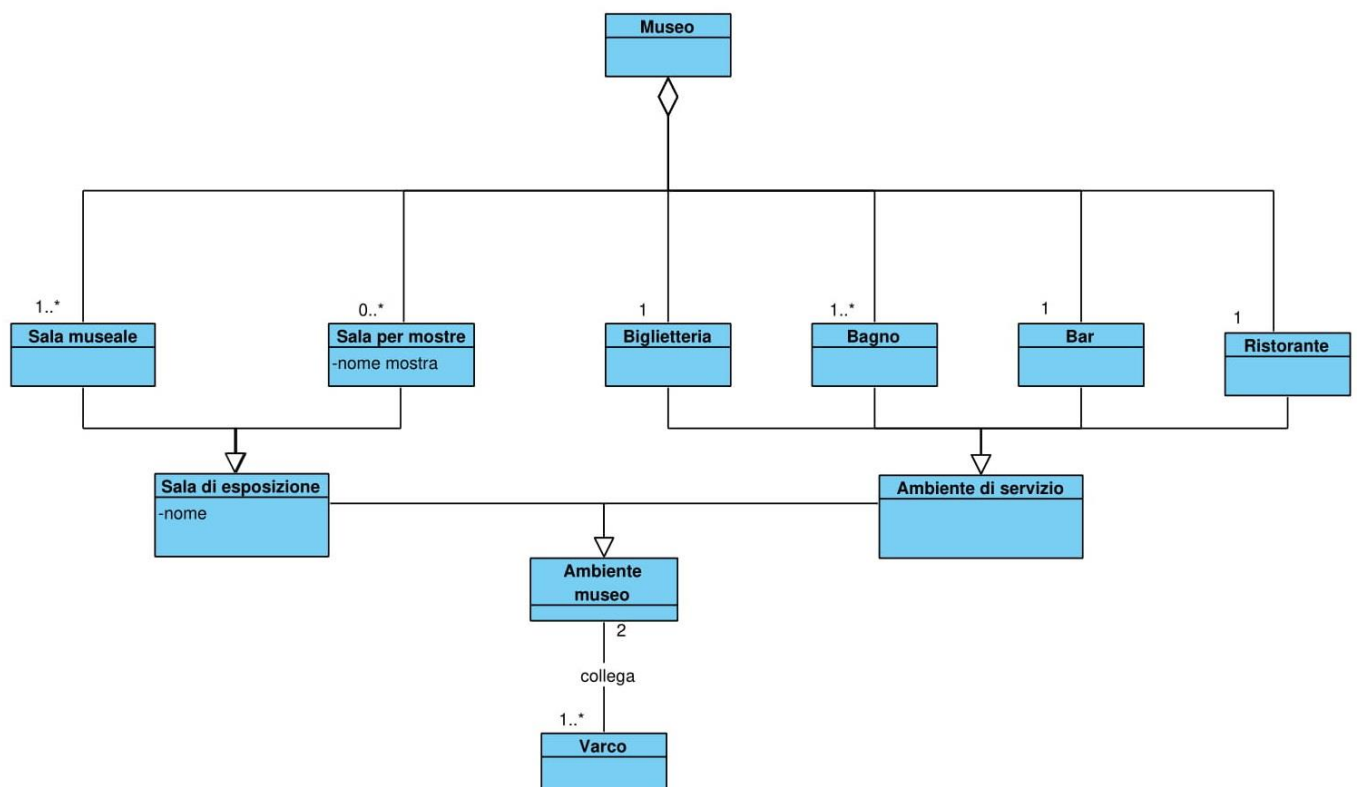 Museo
1..*
0..*
1
1..*
1
1
Sala museale
Sala per mostre
-nome mostra
Biglietteria
Bagno
Bar
Ristorante
Sala di esposizione
-nome
Ambiente di servizio
Ambiente
museo
2
collega
1..*
Varco